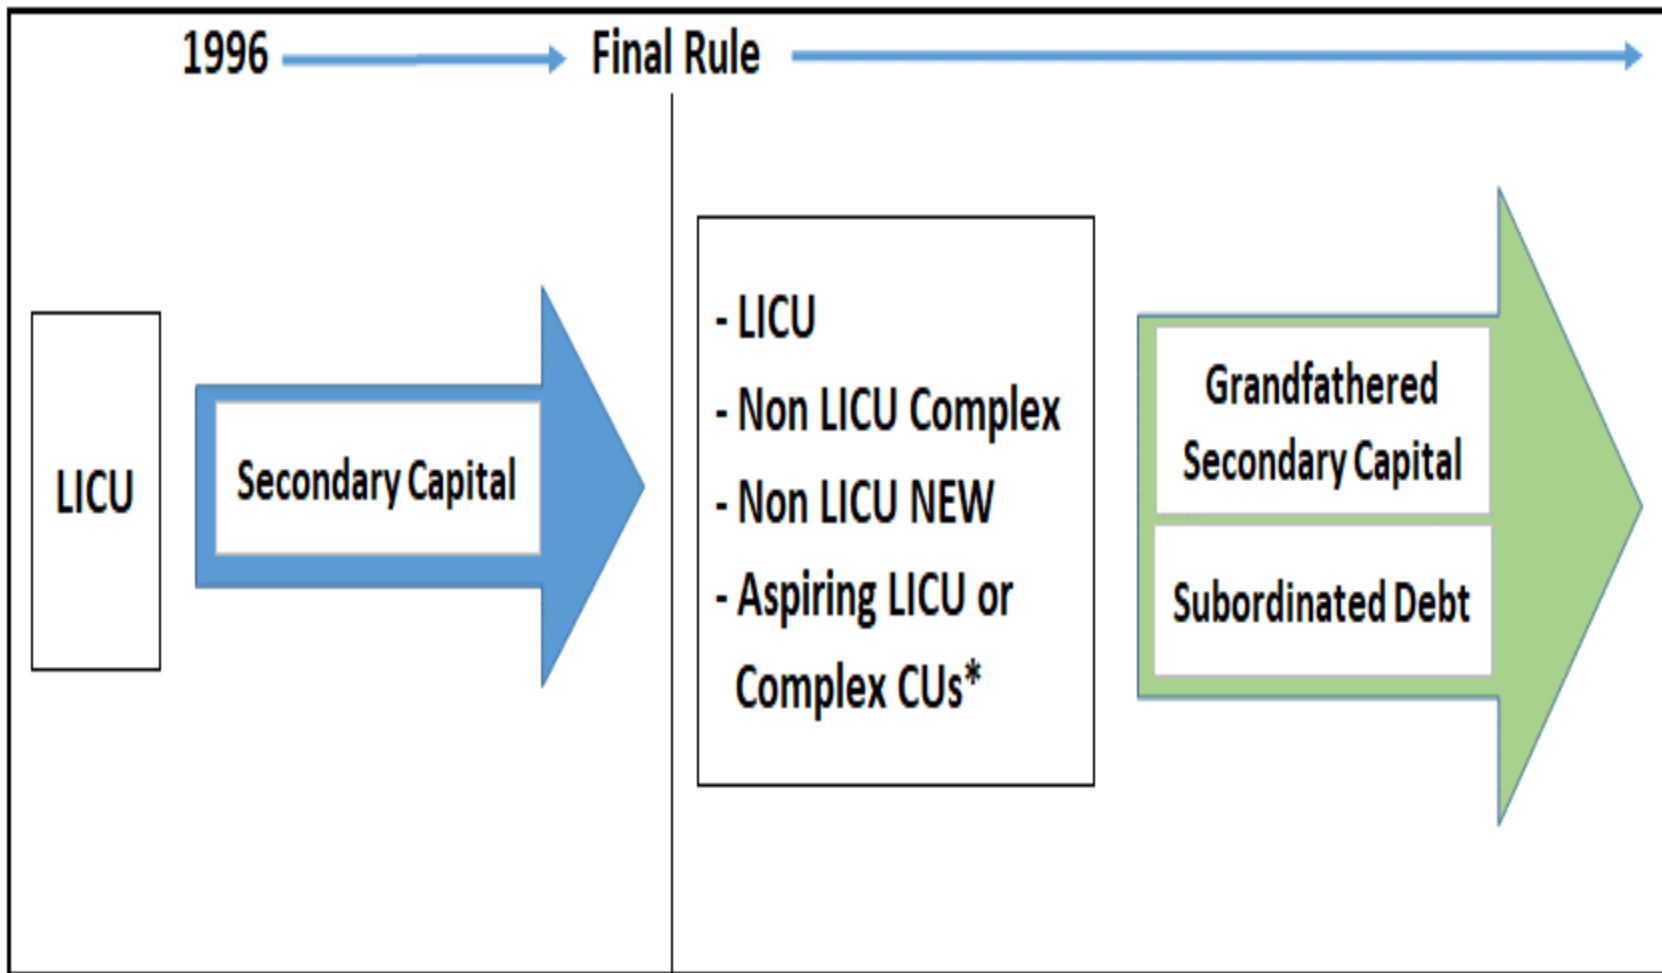 1996 Final Rule
LICU
Secondary Capital
- LICU
- Non LICU Complex
- Non LICU NEW
- Aspiring LICU or
Complex CUs*
Grandfathered
Secondary Capital
Subordinated Debt